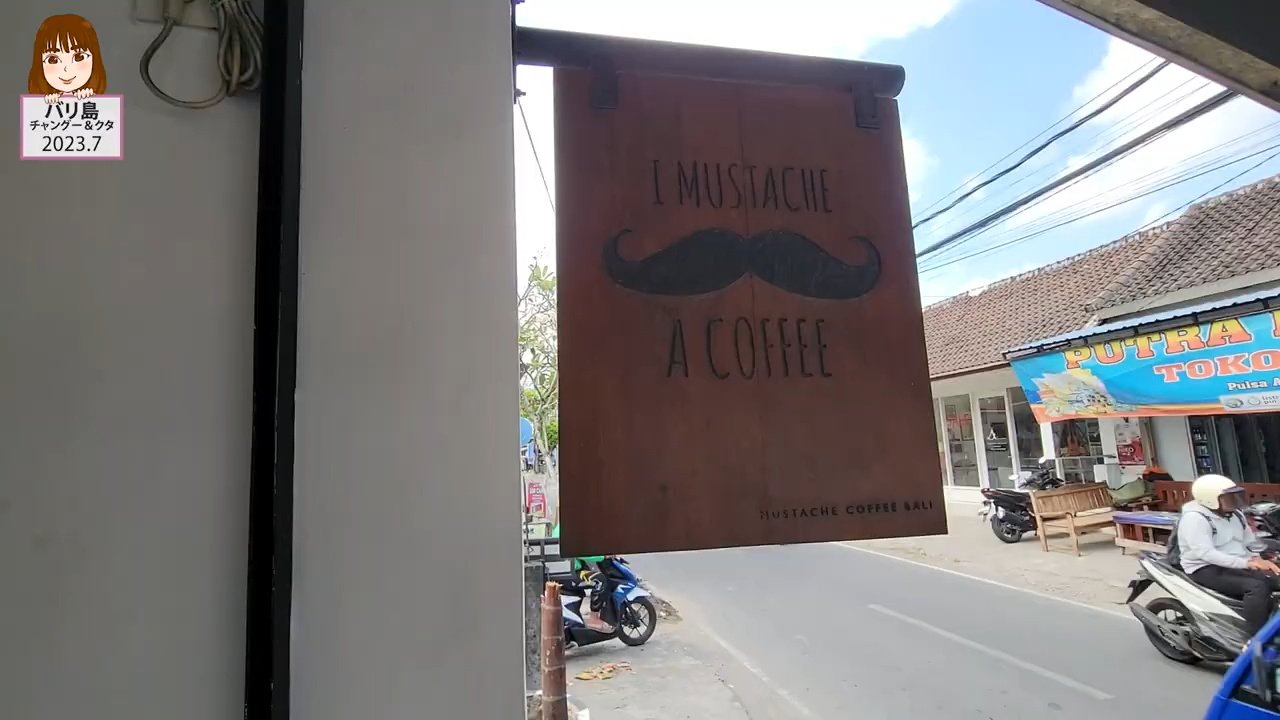 バリ島
チャングー＆クタ
2023.7
I MUSTACHE
A COFFEE
MUSTACHE COFFEE BALI
PUTRA
TOKO
Pulsa